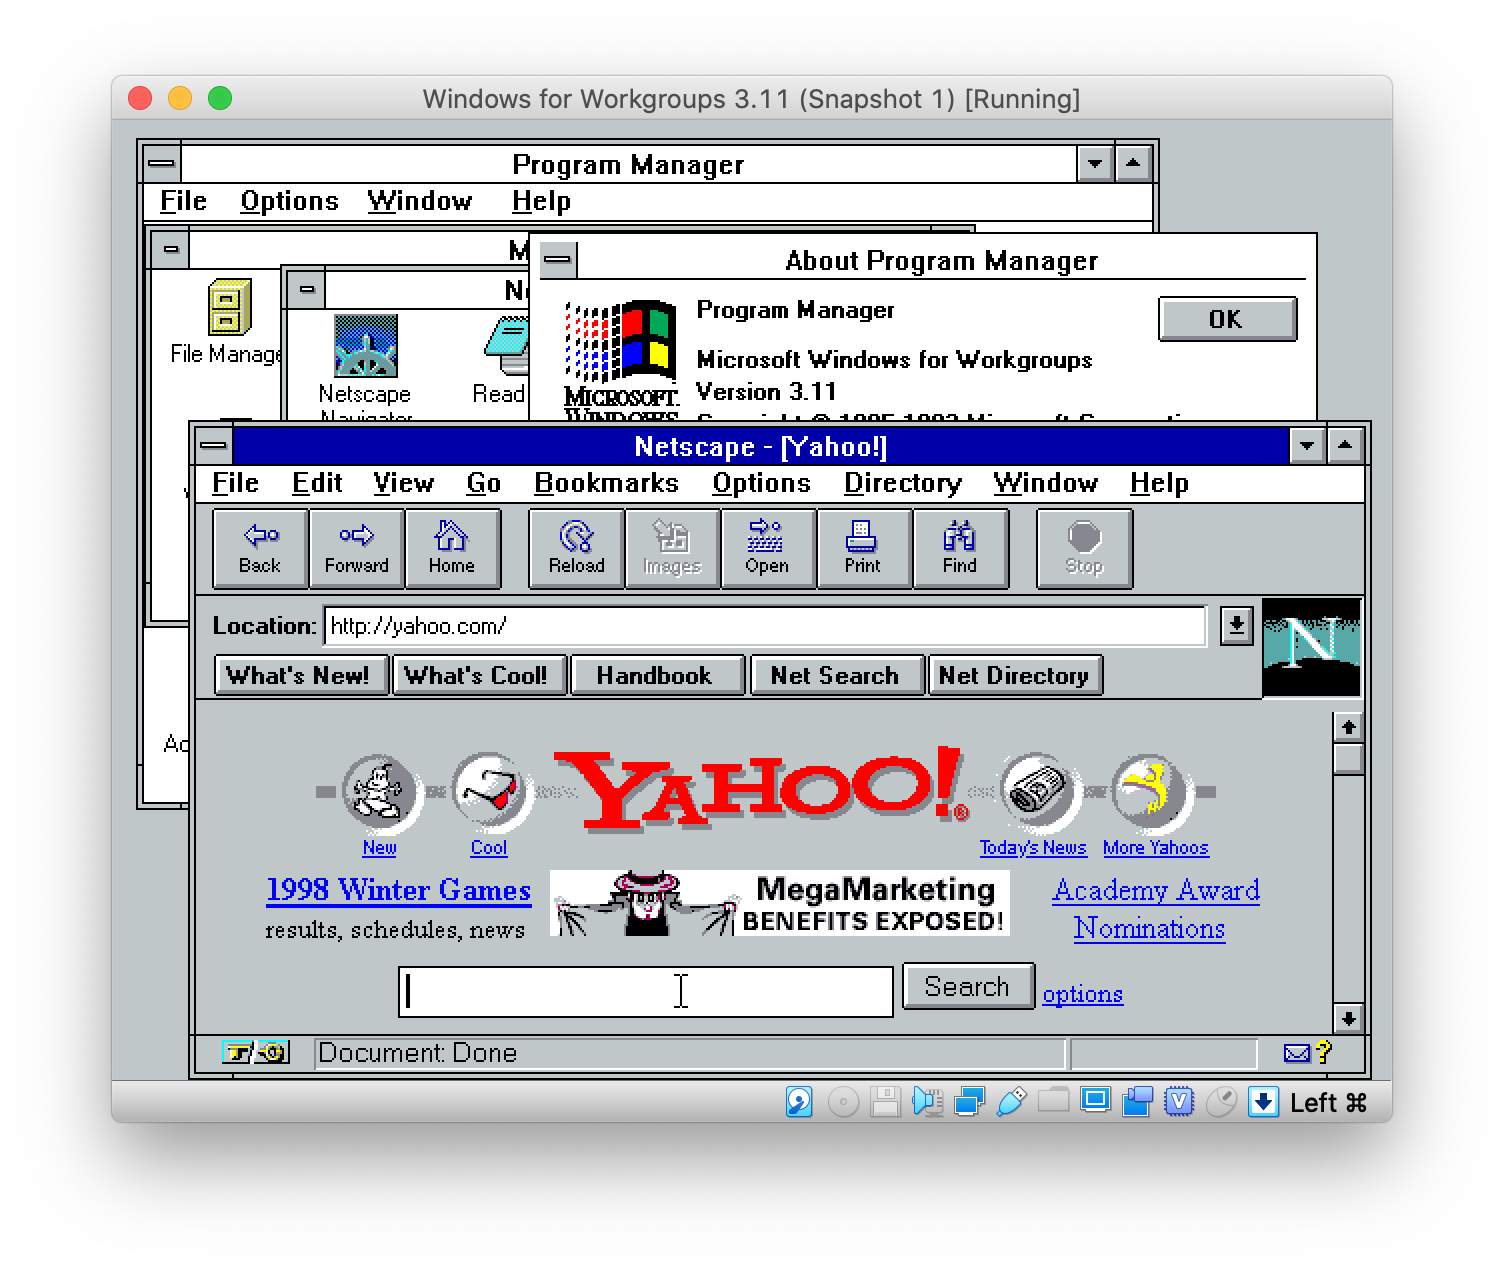 Windows for Workgroups 3.11 (Snapshot 1) [Running]
Program Manager
File Options Window Help
About Program Manager
File Manage
Netscape
Read
MICROSOFT.
WINDOWS
Program Manager
OK
Microsoft Windows for Workgroups
Version 3.11
Netscape - [Yahoo!]
File Edit View Go Bookmarks Options Directory Window Help
Back Forward Home Reload Images Open Print Find Stop
Location: http://yahoo.com/
N
What's New! What's Cool! Handbook Net Search Net Directory
YAHOO!®
New Cool Today's News More Yahoos
1998 Winter Games
results, schedules, news
MegaMarketing
BENEFITS EXPOSED!
Academy Award
Nominations
Search options
Document: Done
?
V
Left ⌘